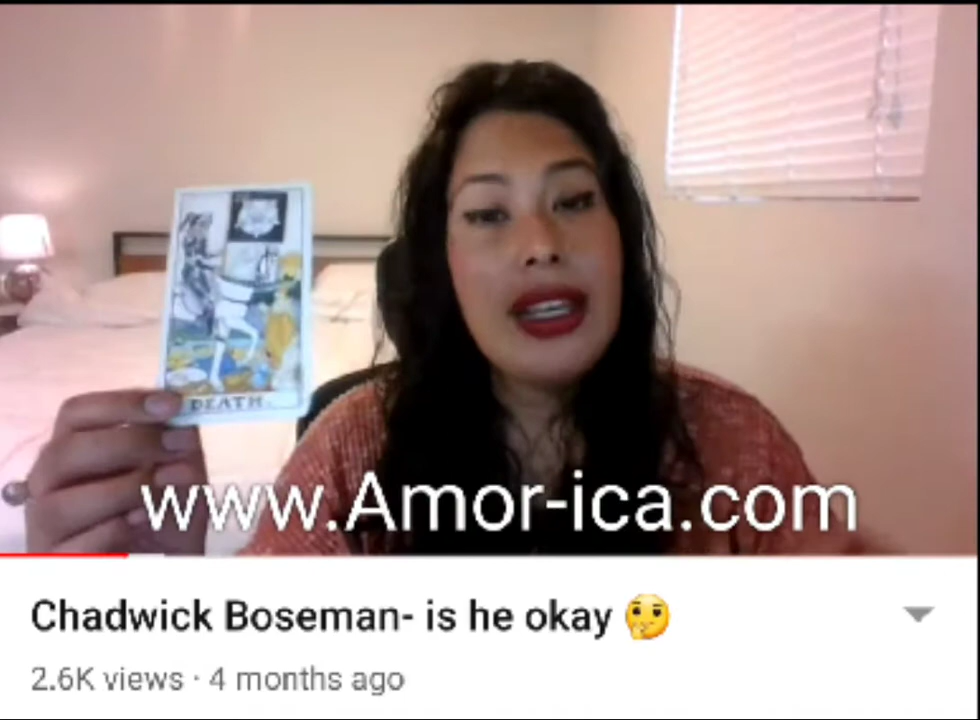 DEATH.
www.Amor-ica.com
Chadwick Boseman- is he okay 🤔
2.6K views · 4 months ago